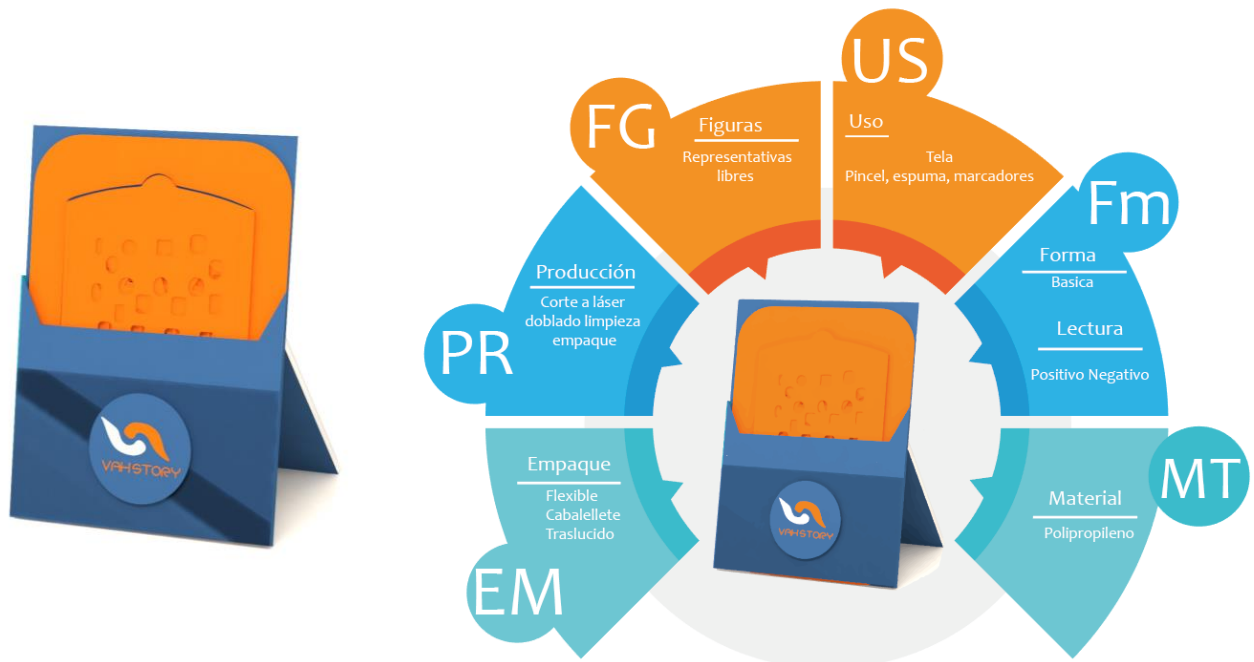 VAHSTORY
US
Uso
Tela
Pincel, espuma, marcadores
FG
Figuras
Representativas
libres
Fm
Forma
Basica
Lectura
Positivo Negativo
PR
Producción
Corte a láser
doblado limpieza
empaque
MT
Material
Polipropileno
EM
Empaque
Flexible
Cabalellete
Traslucido
VAHSTORY